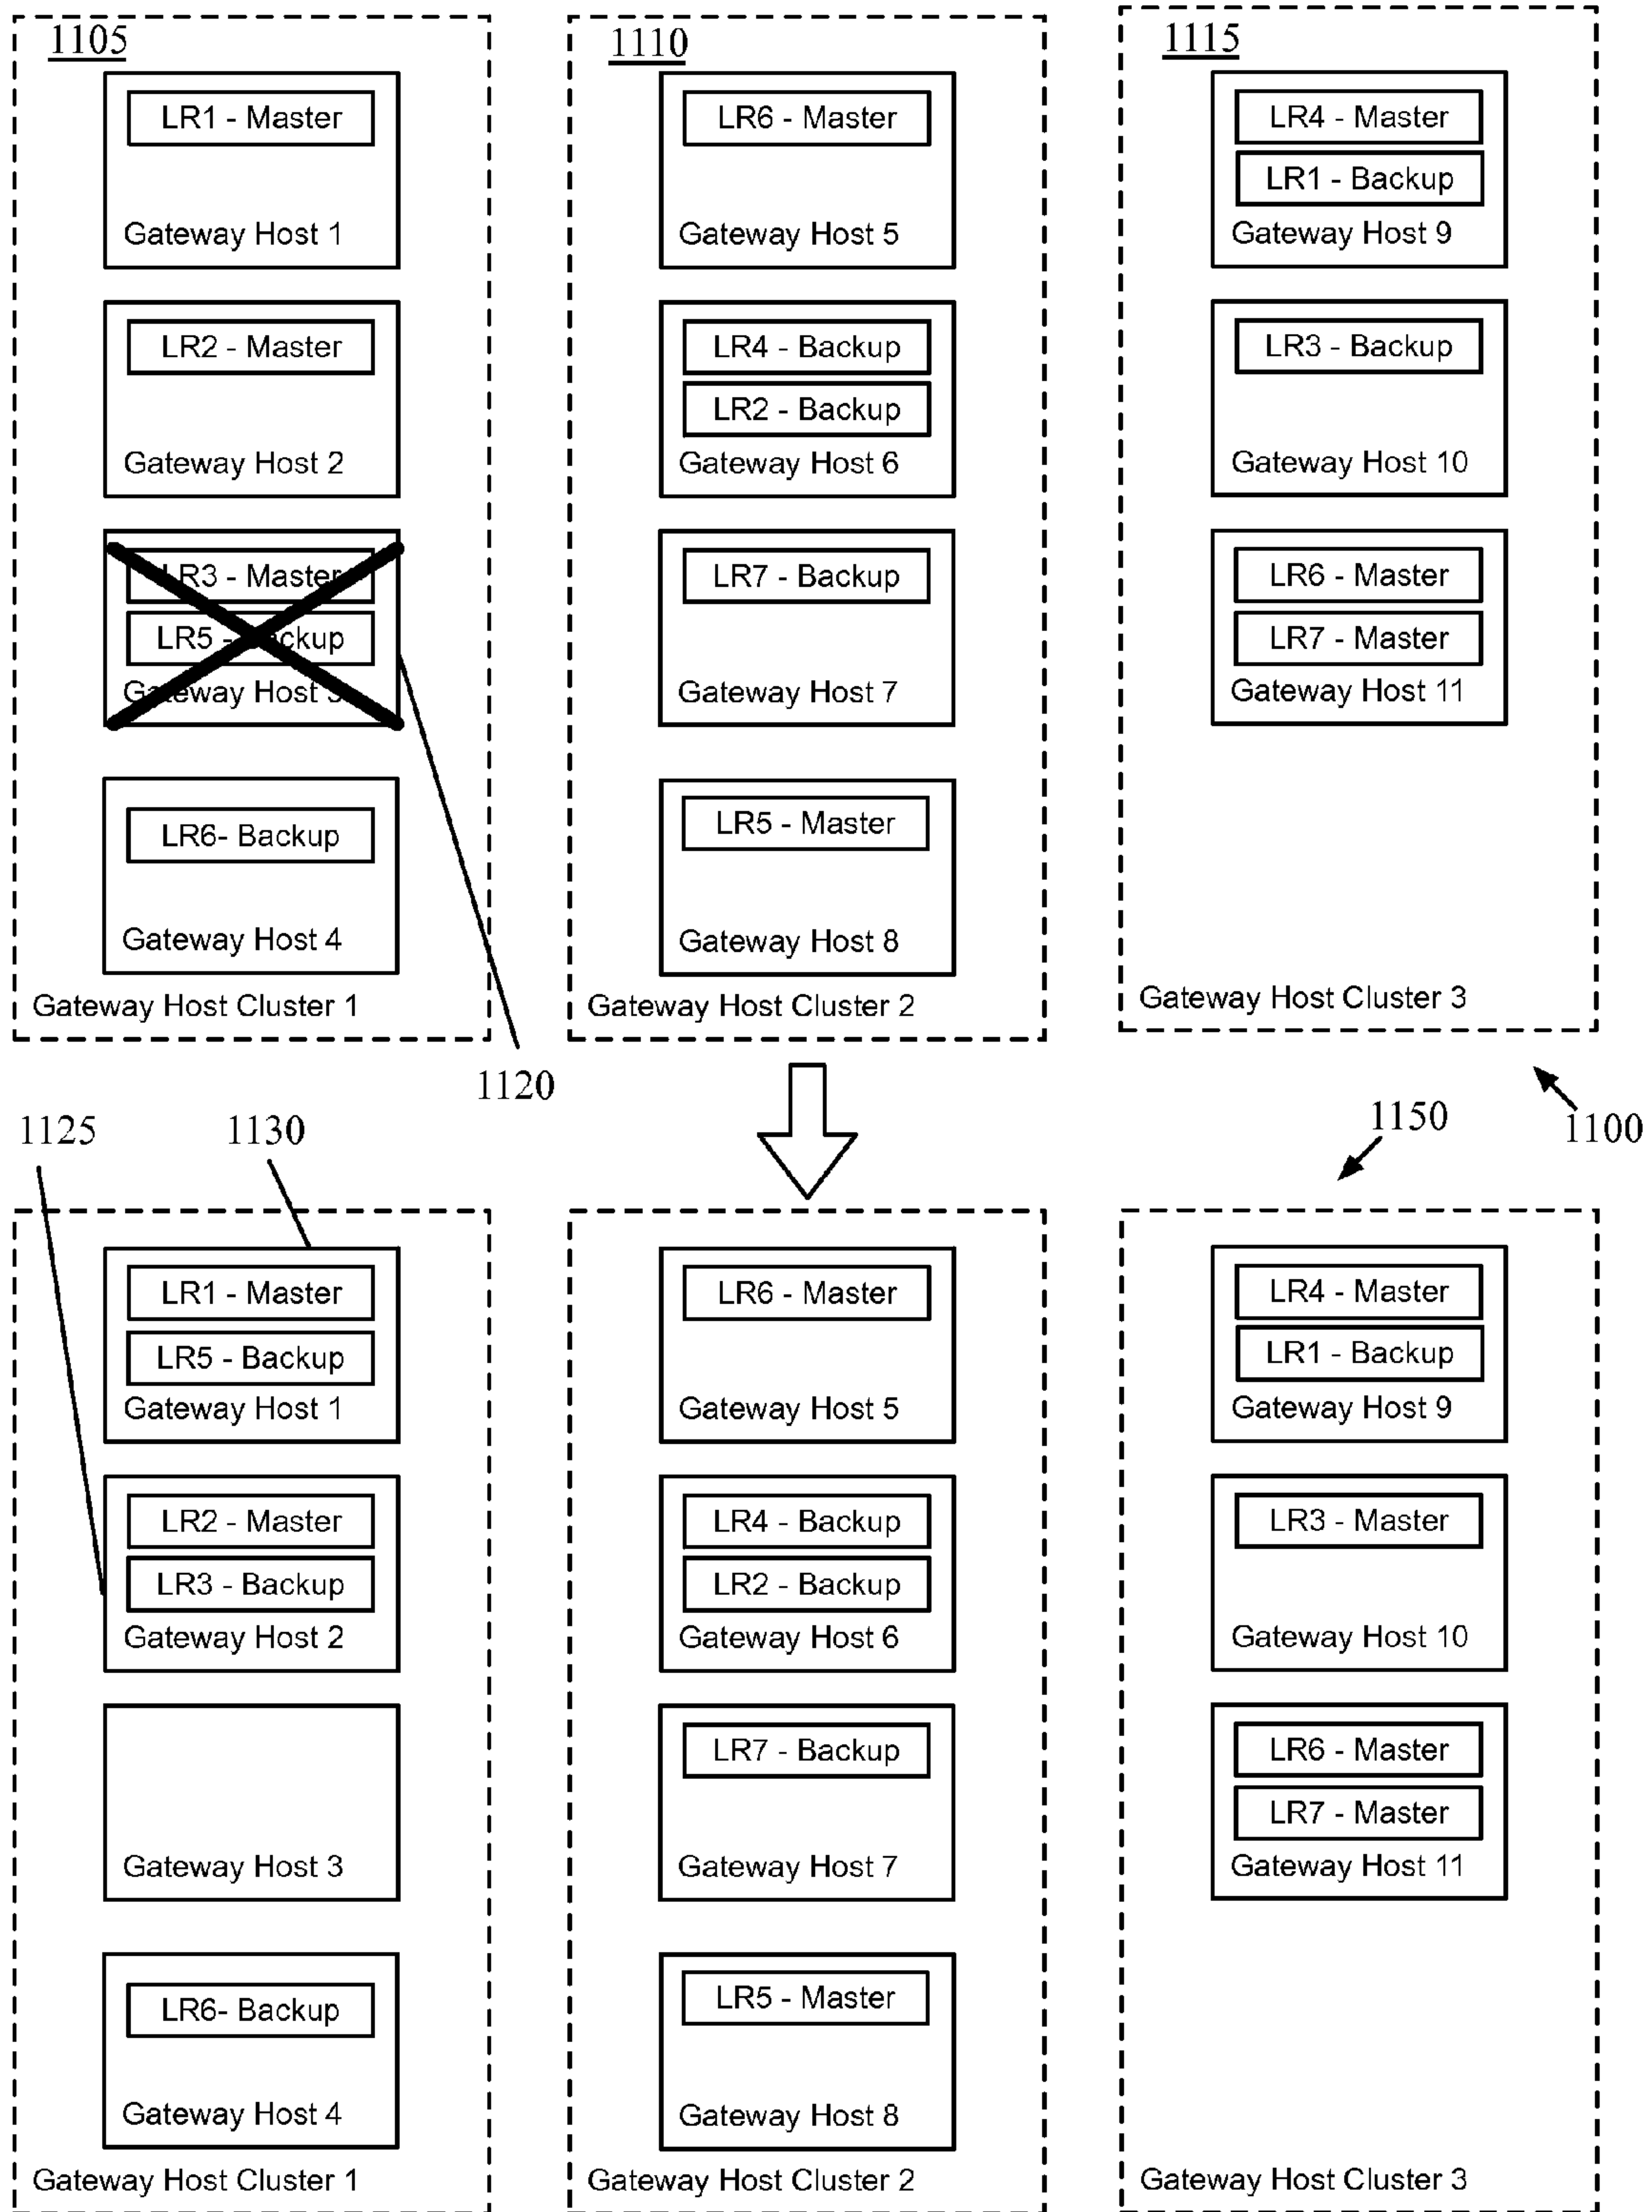 1105
LR1 - Master
Gateway Host 1
LR2 - Master
Gateway Host 2
LR3 - Master
LR5 - Backup
Gateway Host 3
LR6- Backup
Gateway Host 4
Gateway Host Cluster 1
1110
LR6 - Master
Gateway Host 5
LR4 - Backup
LR2 - Backup
Gateway Host 6
LR7 - Backup
Gateway Host 7
LR5 - Master
Gateway Host 8
Gateway Host Cluster 2
1115
LR4 - Master
LR1 - Backup
Gateway Host 9
LR3 - Backup
Gateway Host 10
LR6 - Master
LR7 - Master
Gateway Host 11
Gateway Host Cluster 3
1120
1100
1125
1130
1150
LR1 - Master
LR5 - Backup
Gateway Host 1
LR2 - Master
LR3 - Backup
Gateway Host 2
Gateway Host 3
LR6- Backup
Gateway Host 4
Gateway Host Cluster 1
LR6 - Master
Gateway Host 5
LR4 - Backup
LR2 - Backup
Gateway Host 6
LR7 - Backup
Gateway Host 7
LR5 - Master
Gateway Host 8
Gateway Host Cluster 2
LR4 - Master
LR1 - Backup
Gateway Host 9
LR3 - Master
Gateway Host 10
LR6 - Master
LR7 - Master
Gateway Host 11
Gateway Host Cluster 3